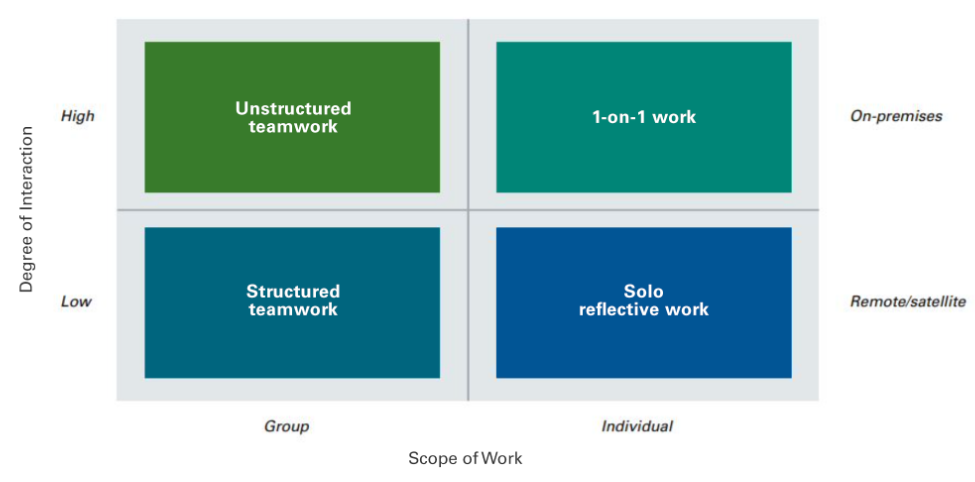 Unstructured
teamwork
1-on-1 work
High
On-premises
Degree of Interaction
Structured
teamwork
Solo
reflective work
Low
Remote/satellite
Group
Individual
Scope of Work